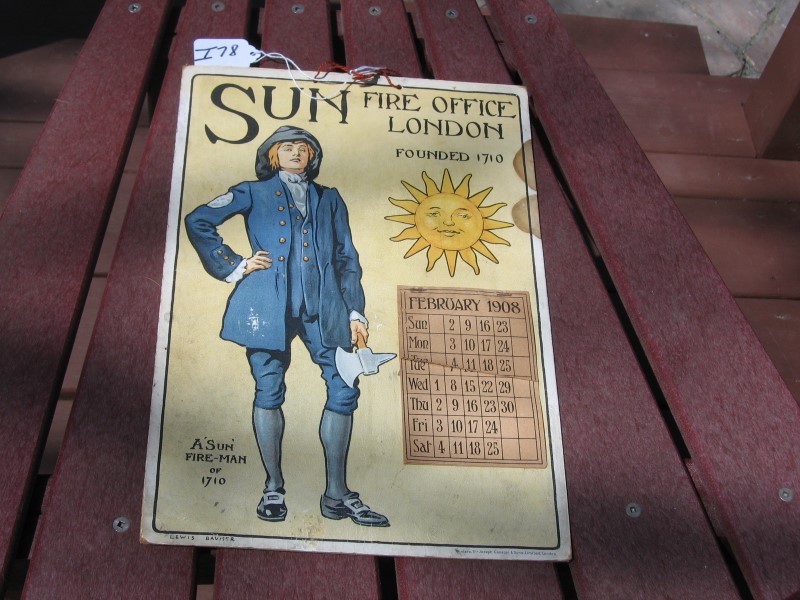 I78
SUN FIRE OFFICE
LONDON
FOUNDED 1710
FEBRUARY 1908
Sun 2 9 16 23
Mon 3 10 17 24
Tue 4 11 18 25
Wed 1 8 15 22 29
Thu 2 9 16 23 30
Fri 3 10 17 24
Sat 4 11 18 25
A 'SUN'
FIRE-MAN
OF
1710
LEWIS